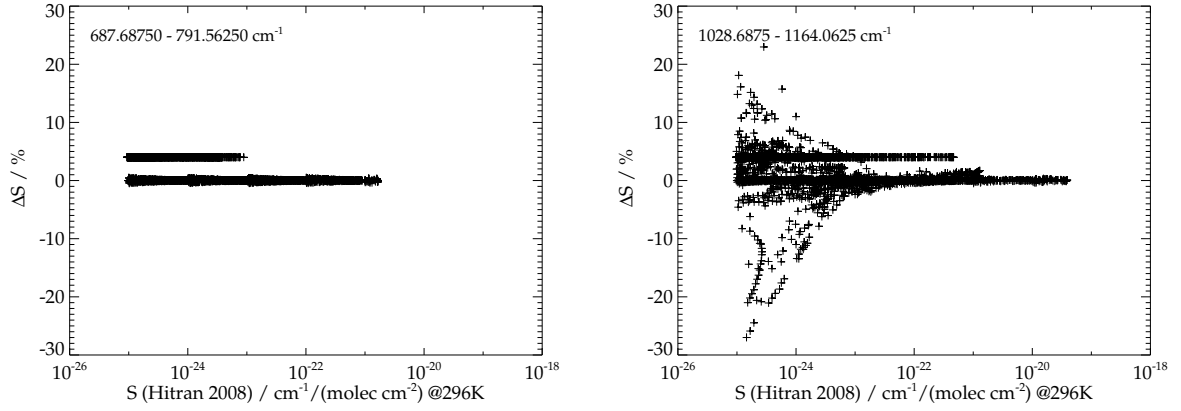 687.68750 - 791.56250 cm⁻¹
30
20
10
0
-10
-20
-30
ΔS / %
10⁻²⁶ 10⁻²⁴ 10⁻²² 10⁻²⁰ 10⁻¹⁸
S (Hitran 2008) / cm⁻¹/(molec cm⁻²) @296K
1028.6875 - 1164.0625 cm⁻¹
30
20
10
0
-10
-20
-30
ΔS / %
10⁻²⁶ 10⁻²⁴ 10⁻²² 10⁻²⁰ 10⁻¹⁸
S (Hitran 2008) / cm⁻¹/(molec cm⁻²) @296K